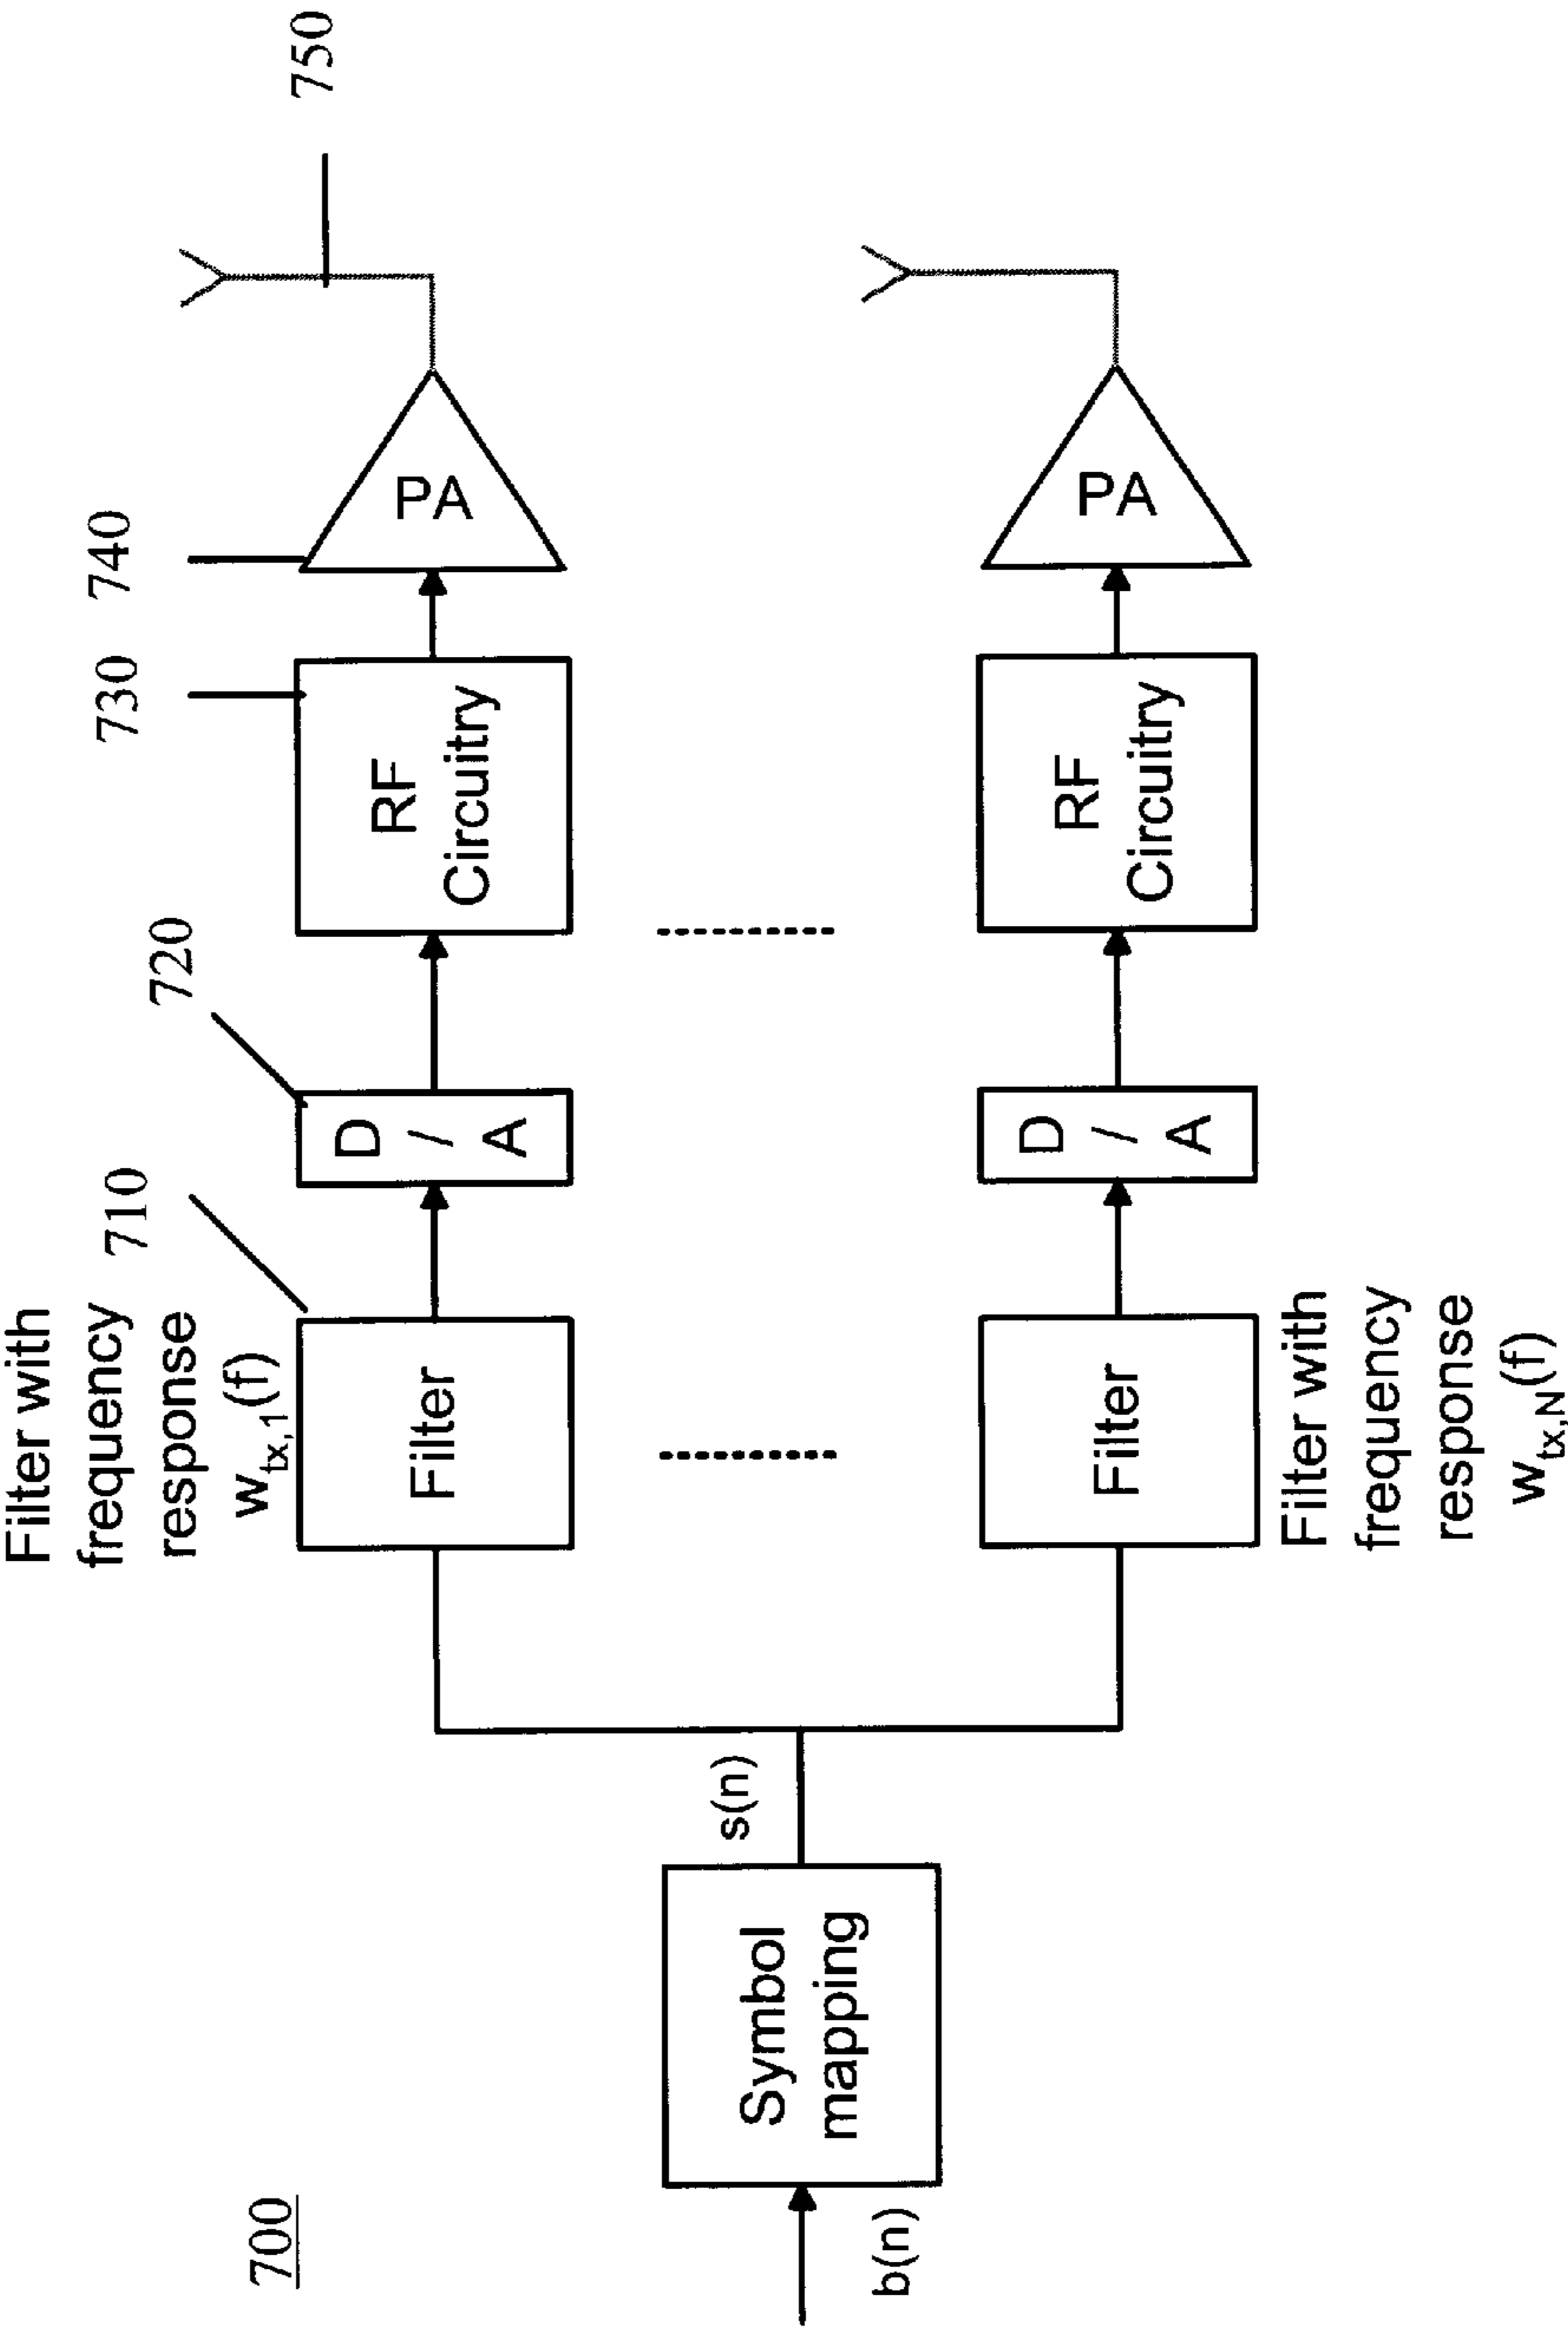 700
b(n)
Symbol
mapping
s(n)
Filter with
frequency
response
w_tx,1(f)
710
Filter
720
D
/
A
730
RF
Circuitry
740
PA
750
Filter
D
/
A
RF
Circuitry
PA
Filter with
frequency
response
w_tx,N(f)